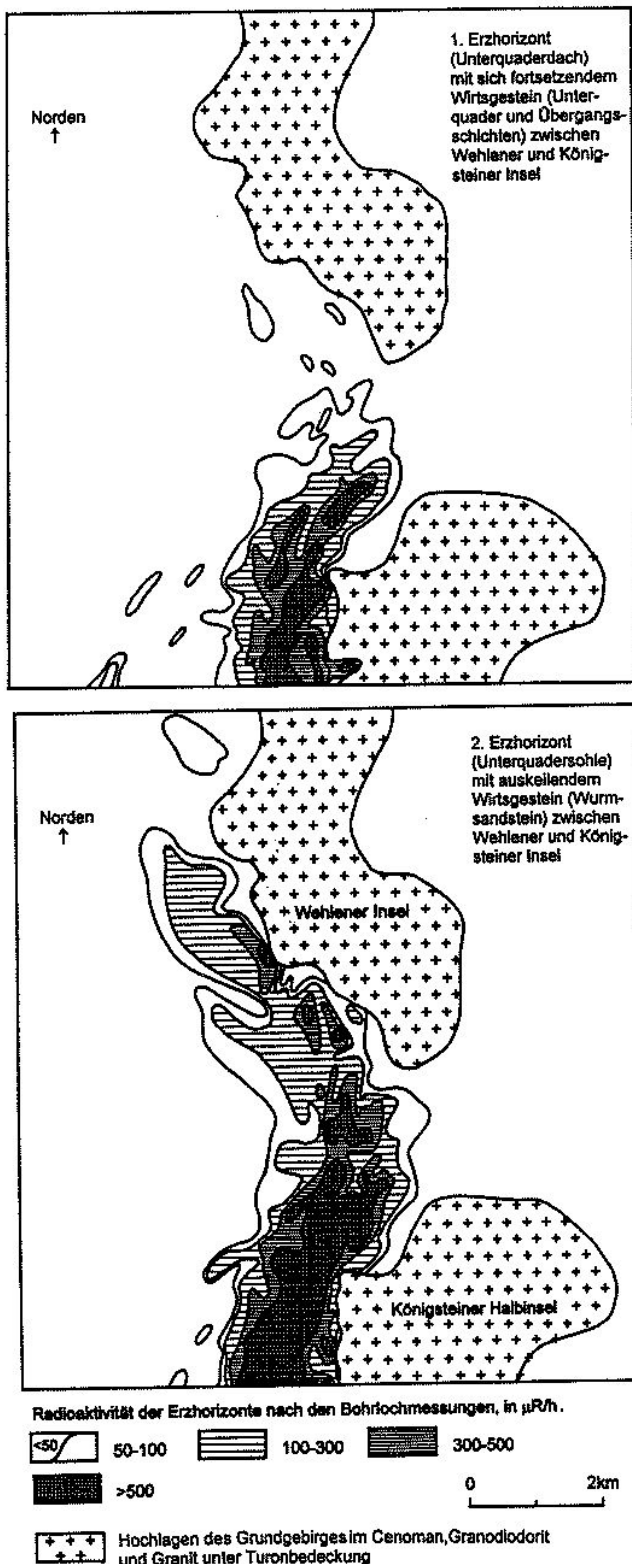 1. Erzhorizont
(Unterquaderdach)
mit sich fortsetzendem
Wirtsgestein (Unter-
quader und Übergangs-
schichten) zwischen
Wehlener und König-
steiner Insel
Norden
↑
2. Erzhorizont
(Unterquadersohle)
mit auskeilendem
Wirtsgestein (Wurm-
sandstein) zwischen
Wehlener und König-
steiner Insel
Norden
↑
Wehlener Insel
Königsteiner Halbinsel
Radioaktivität der Erzhorizonte nach den Bohrlochmessungen, in µR/h.
<50 50-100 100-300 300-500
>500
0 2km
Hochlagen des Grundgebirges im Cenoman, Granodiodorit
und Granit unter Turonbedeckung